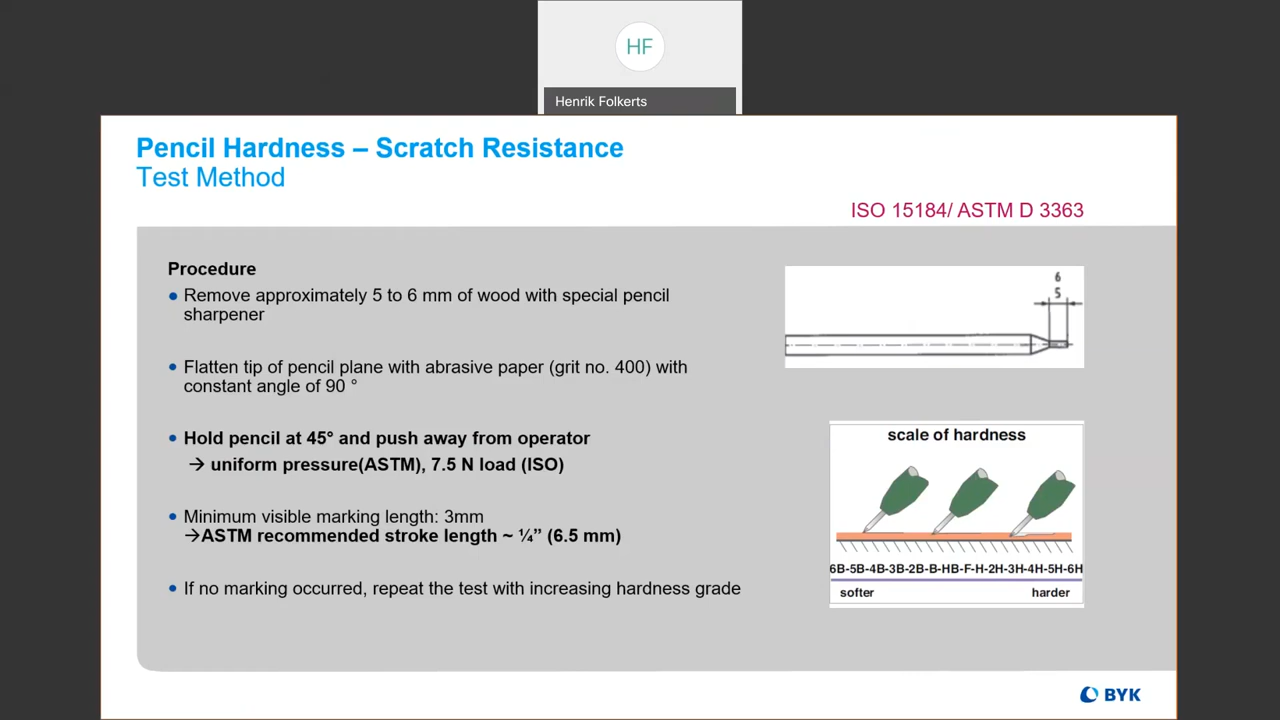 HF
Henrik Folkerts
Pencil Hardness – Scratch Resistance
Test Method
ISO 15184/ ASTM D 3363
Procedure
• Remove approximately 5 to 6 mm of wood with special pencil
sharpener
• Flatten tip of pencil plane with abrasive paper (grit no. 400) with
constant angle of 90 °
• Hold pencil at 45° and push away from operator
→ uniform pressure(ASTM), 7.5 N load (ISO)
• Minimum visible marking length: 3mm
→ASTM recommended stroke length ~ ¼” (6.5 mm)
• If no marking occurred, repeat the test with increasing hardness grade
6
5
scale of hardness
6B-5B-4B-3B-2B-B-HB-F-H-2H-3H-4H-5H-6H
softer harder
BYK